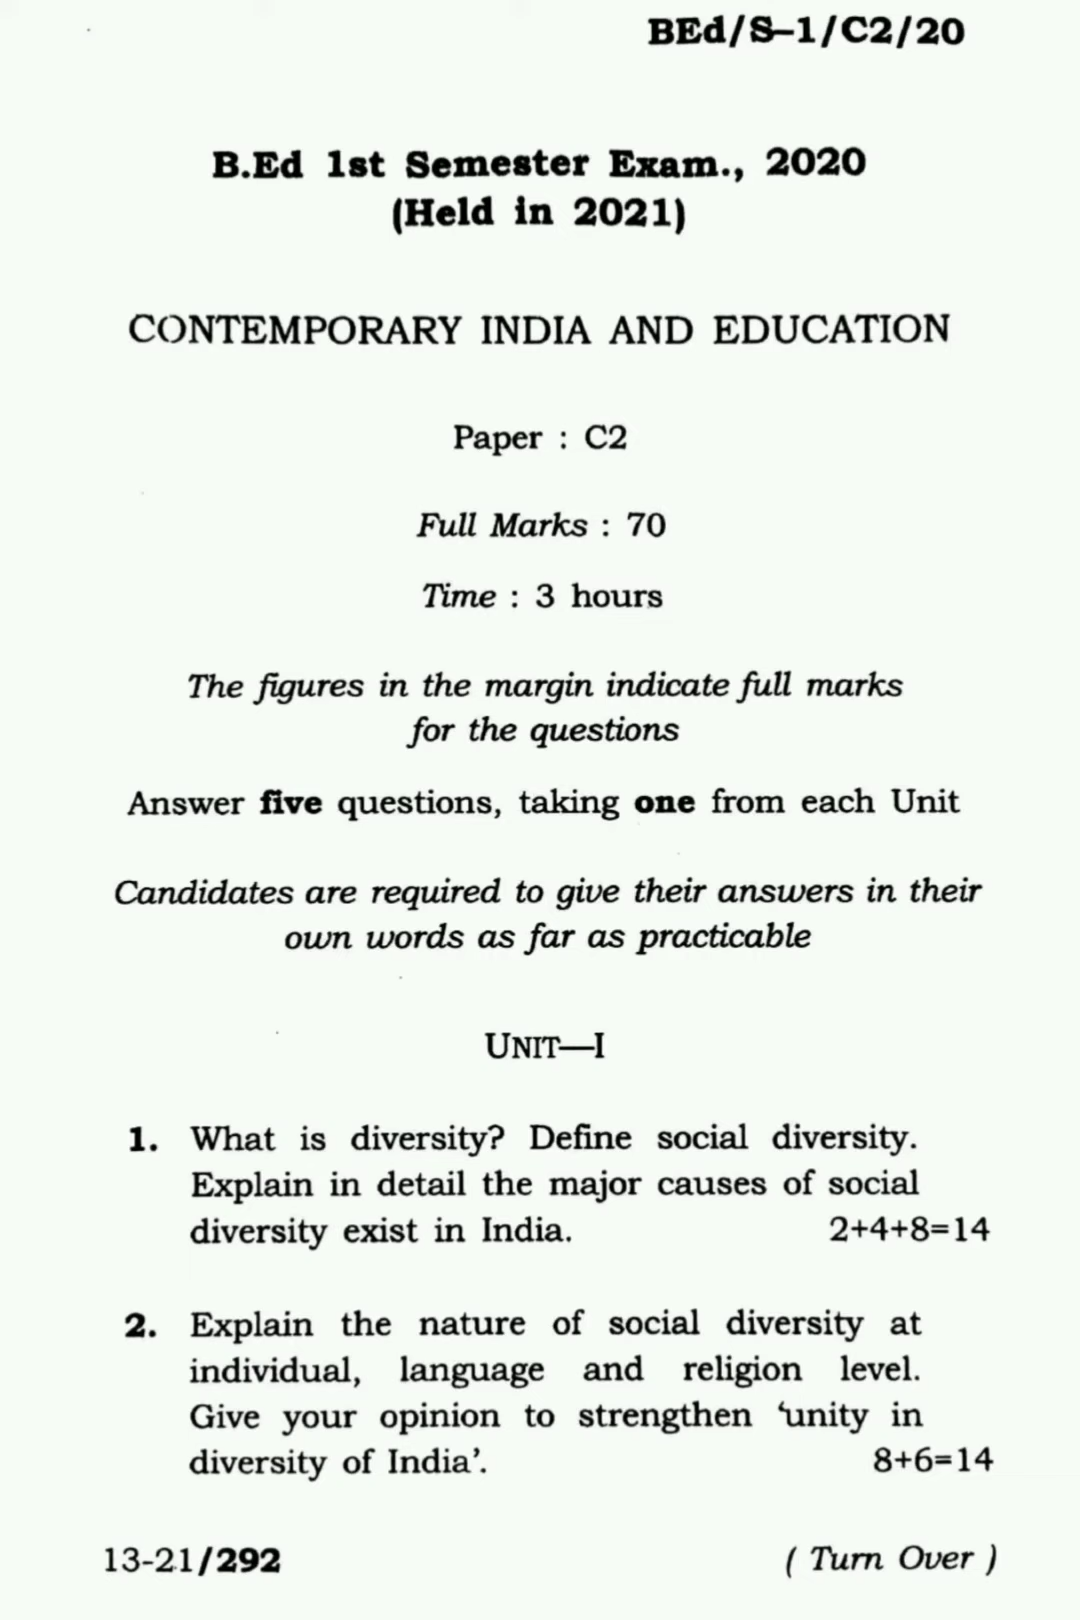 BEd/S–1/C2/20
B.Ed 1st Semester Exam., 2020
(Held in 2021)
CONTEMPORARY INDIA AND EDUCATION
Paper : C2
Full Marks : 70
Time : 3 hours
The figures in the margin indicate full marks
for the questions
Answer five questions, taking one from each Unit
Candidates are required to give their answers in their
own words as far as practicable
UNIT—I
1. What is diversity? Define social diversity.
Explain in detail the major causes of social
diversity exist in India. 2+4+8=14
2. Explain the nature of social diversity at
individual, language and religion level.
Give your opinion to strengthen ‘unity in
diversity of India’. 8+6=14
13-21/292 ( Turn Over )